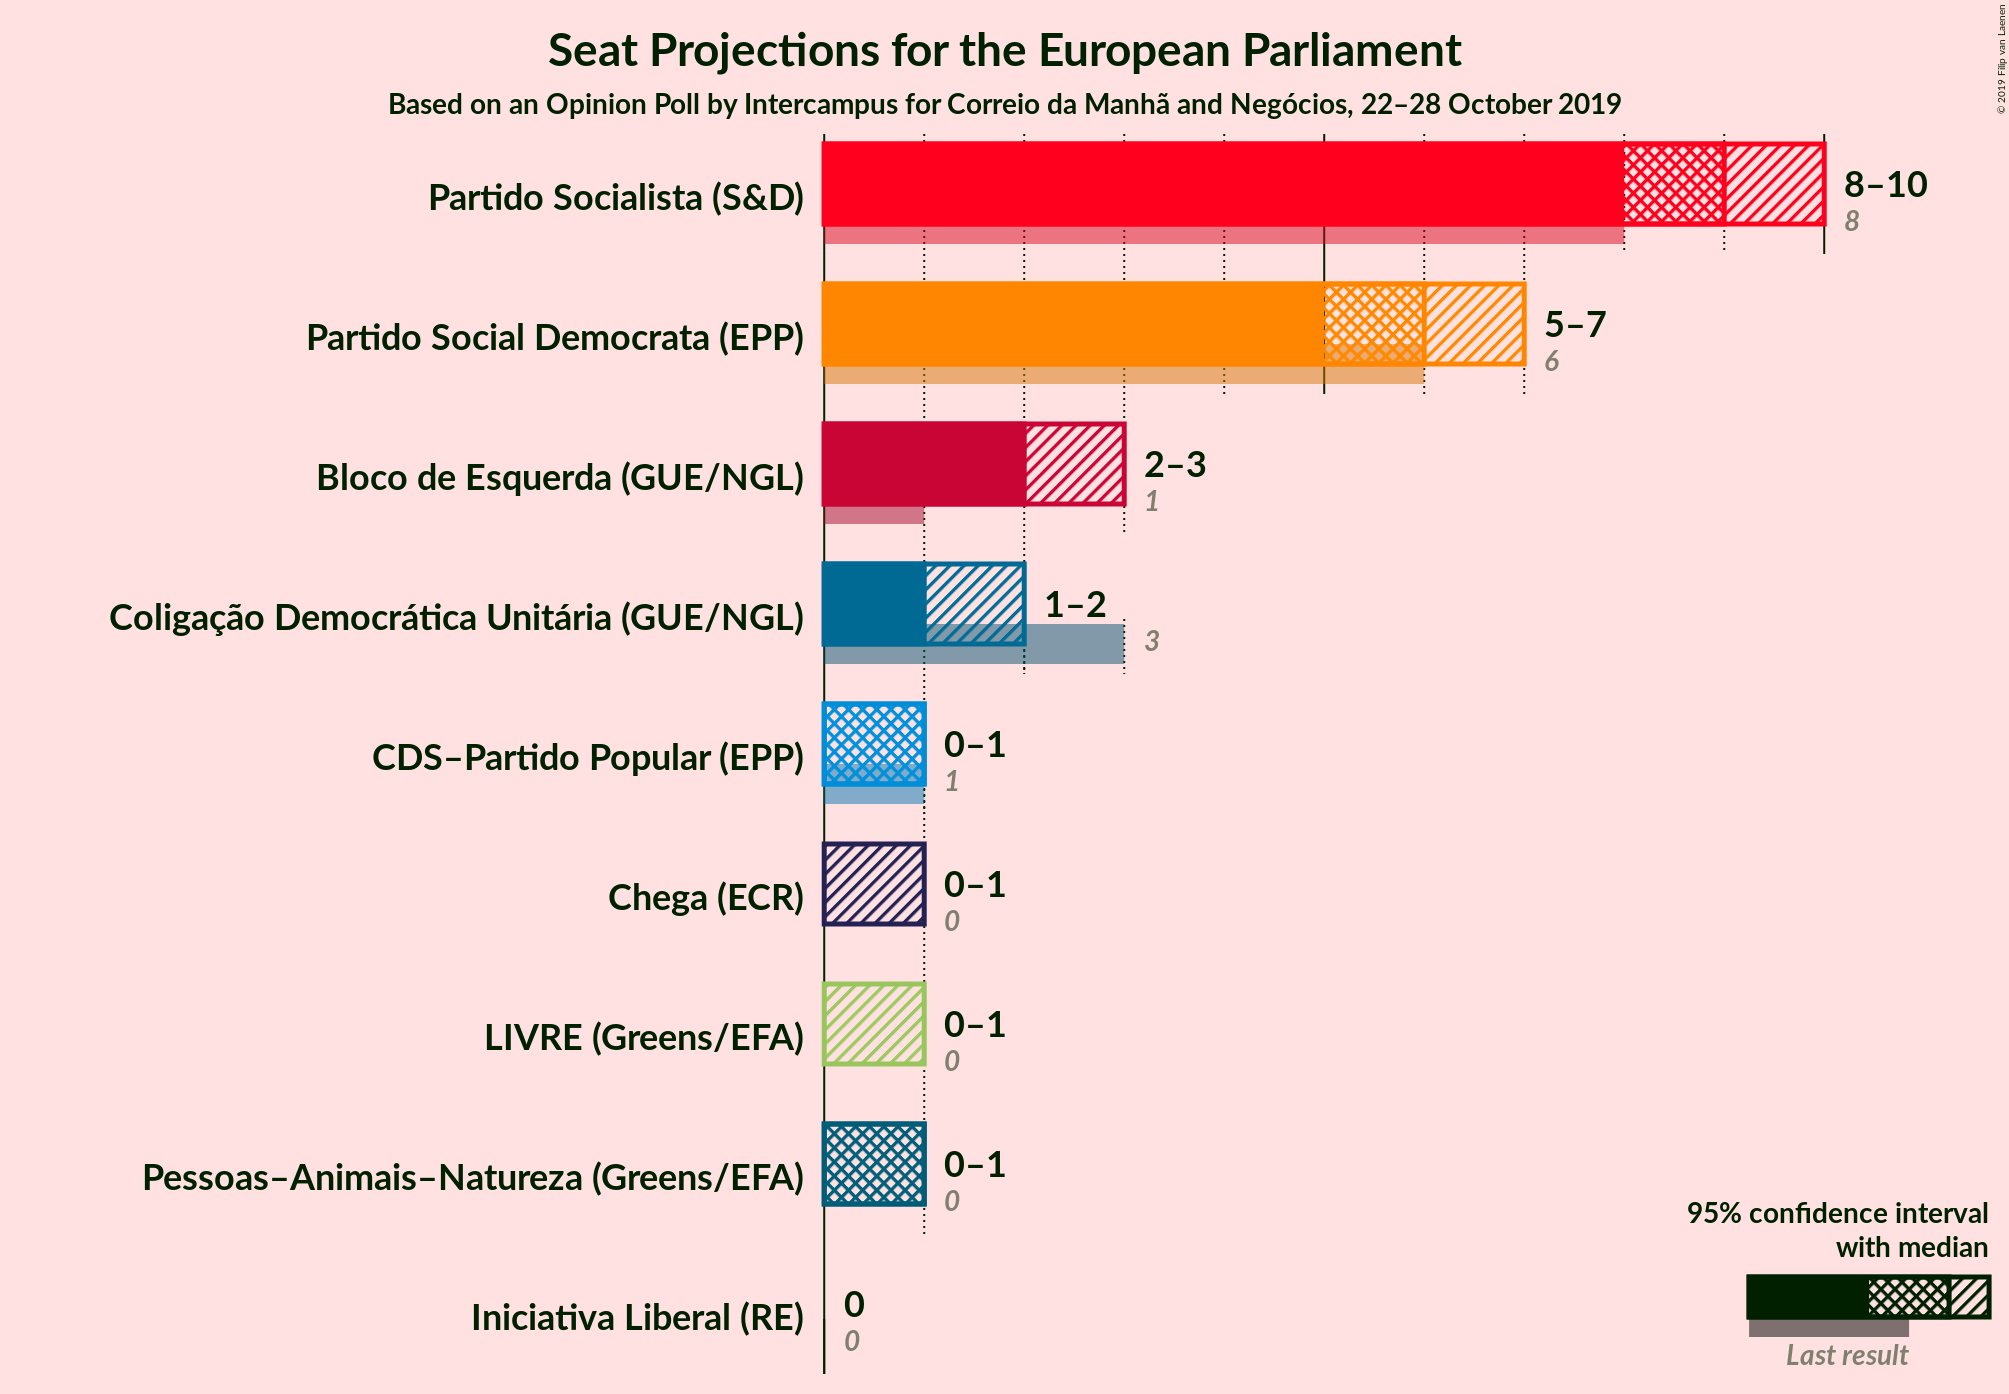 Seat Projections for the European Parliament
Based on an Opinion Poll by Intercampus for Correio da Manhã and Negócios, 22–28 October 2019
© 2019 Filip van Laenen
Partido Socialista (S&D)
8–10
8
Partido Social Democrata (EPP)
5–7
6
Bloco de Esquerda (GUE/NGL)
2–3
1
Coligação Democrática Unitária (GUE/NGL)
1–2
3
CDS–Partido Popular (EPP)
0–1
1
Chega (ECR)
0–1
0
LIVRE (Greens/EFA)
0–1
0
Pessoas–Animais–Natureza (Greens/EFA)
0–1
0
Iniciativa Liberal (RE)
0
0
95% confidence interval
with median
Last result